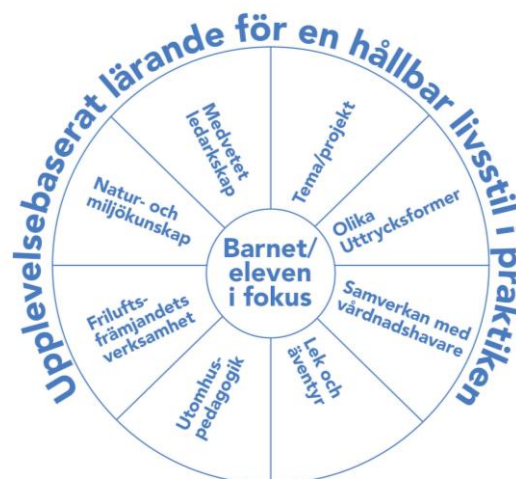 Upplevelsebaserat lärande för en hållbar livsstil i praktiken
Medvetet
ledarkskap
Tema/projekt
Olika
Uttrycksformer
Samverkan med
vårdnadshavare
Lek och
äventyr
Utomhus-
pedagogik
Frilufts-
främjandets
verksamhet
Natur- och
miljökunskap
Barnet/
eleven
i fokus